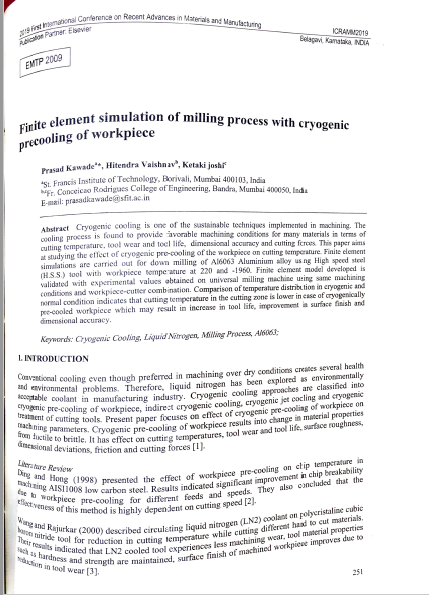 2019 First International Conference on Recent Advances in Materials and Manufacturing
Publication Partner: Elsevier
ICRAMM2019
Belagavi, Karnataka, INDIA
EMTP 2009
Finite element simulation of milling process with cryogenic
precooling of workpiece
Prasad Kawadeᵃ*, Hitendra Vaishnavᵇ, Ketaki joshiᶜ
ᵃSt. Francis Institute of Technology, Borivali, Mumbai 400103, India
Fr. Conceicao Rodrigues College of Engineering, Bandra, Mumbai 400050, India
E-mail: prasadkawade@sfit.ac.in
Abstract Cryogenic cooling is one of the sustainable techniques implemented in machining. The
cooling process is found to provide favorable machining conditions for many materials in terms of
cutting temperature, tool wear and tool life, dimensional accuracy and cutting forces. This paper aims
at studying the effect of cryogenic pre-cooling of the workpiece on cutting temperature. Finite element
simulations are carried out for down milling of Al6063 Aluminium alloy using High speed steel
(H.S.S.) tool with workpiece temperature at 220 and -1960. Finite element model developed is
validated with experimental values obtained on universal milling machine using same machining
conditions and workpiece-cutter combination. Comparison of temperature distribution in cryogenic and
normal condition indicates that cutting temperature in the cutting zone is lower in case of cryogenically
pre-cooled workpiece which may result in increase in tool life, improvement in surface finish and
dimensional accuracy.
Keywords: Cryogenic Cooling, Liquid Nitrogen, Milling Process, Al6063;
1. INTRODUCTION
Conventional cooling even though preferred in machining over dry conditions creates several health
and environmental problems. Therefore, liquid nitrogen has been explored as environmentally
acceptable coolant in manufacturing industry. Cryogenic cooling approaches are classified into
cryogenic pre-cooling of workpiece, indirect cryogenic cooling, cryogenic jet cooling and cryogenic
treatment of cutting tools. Present paper focuses on effect of cryogenic pre-cooling of workpiece on
machining parameters. Cryogenic pre-cooling of workpiece results into change in material properties
from ductile to brittle. It has effect on cutting temperatures, tool wear and tool life, surface roughness,
dimensional deviations, friction and cutting forces [1].
Literature Review
Ding and Hong (1998) presented the effect of workpiece pre-cooling on chip temperature in
machining AISI1008 low carbon steel. Results indicated significant improvement in chip breakability
due to workpiece pre-cooling for different feeds and speeds. They also concluded that the
effectiveness of this method is highly dependent on cutting speed [2].
Wang and Rajurkar (2000) described circulating liquid nitrogen (LN2) coolant on polycristaline cubic
boron nitride tool for reduction in cutting temperature while cutting different hard to cut materials.
Their results indicated that LN2 cooled tool experiences less machining wear, tool material properties
such as hardness and strength are maintained, surface finish of machined workpiece improves due to
reduction in tool wear [3].
251